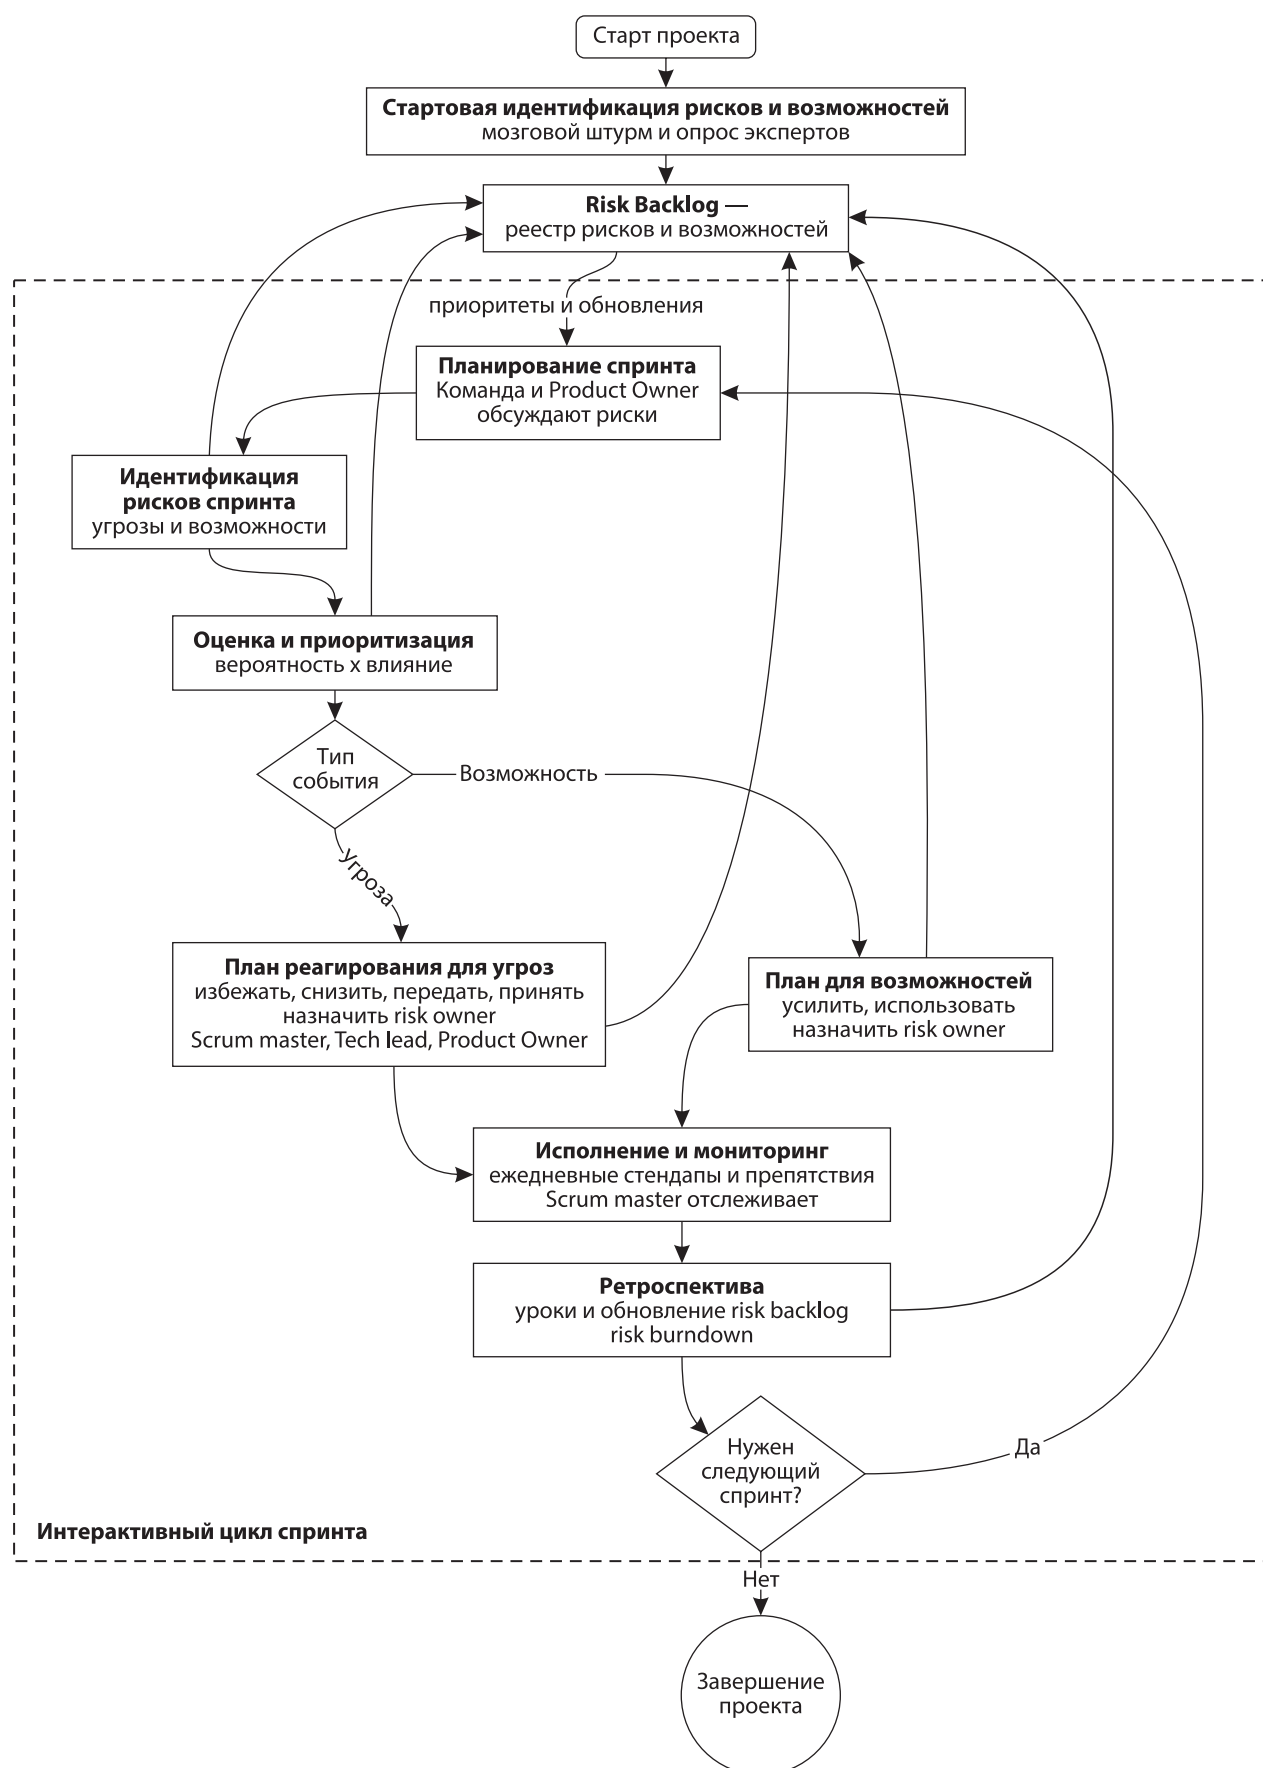 Старт проекта
Стартовая идентификация рисков и возможностей
мозговой штурм и опрос экспертов
Risk Backlog —
реестр рисков и возможностей
приоритеты и обновления
Планирование спринта
Команда и Product Owner
обсуждают риски
Идентификация
рисков спринта
угрозы и возможности
Оценка и приоритизация
вероятность x влияние
Тип
события
Возможность
Угроза
План реагирования для угроз
избежать, снизить, передать, принять
назначить risk owner
Scrum master, Tech lead, Product Owner
План для возможностей
усилить, использовать
назначить risk owner
Исполнение и мониторинг
ежедневные стендапы и препятствия
Scrum master отслеживает
Ретроспектива
уроки и обновление risk backlog
risk burndown
Нужен
следующий
спринт?
Да
Интерактивный цикл спринта
Нет
Завершение
проекта